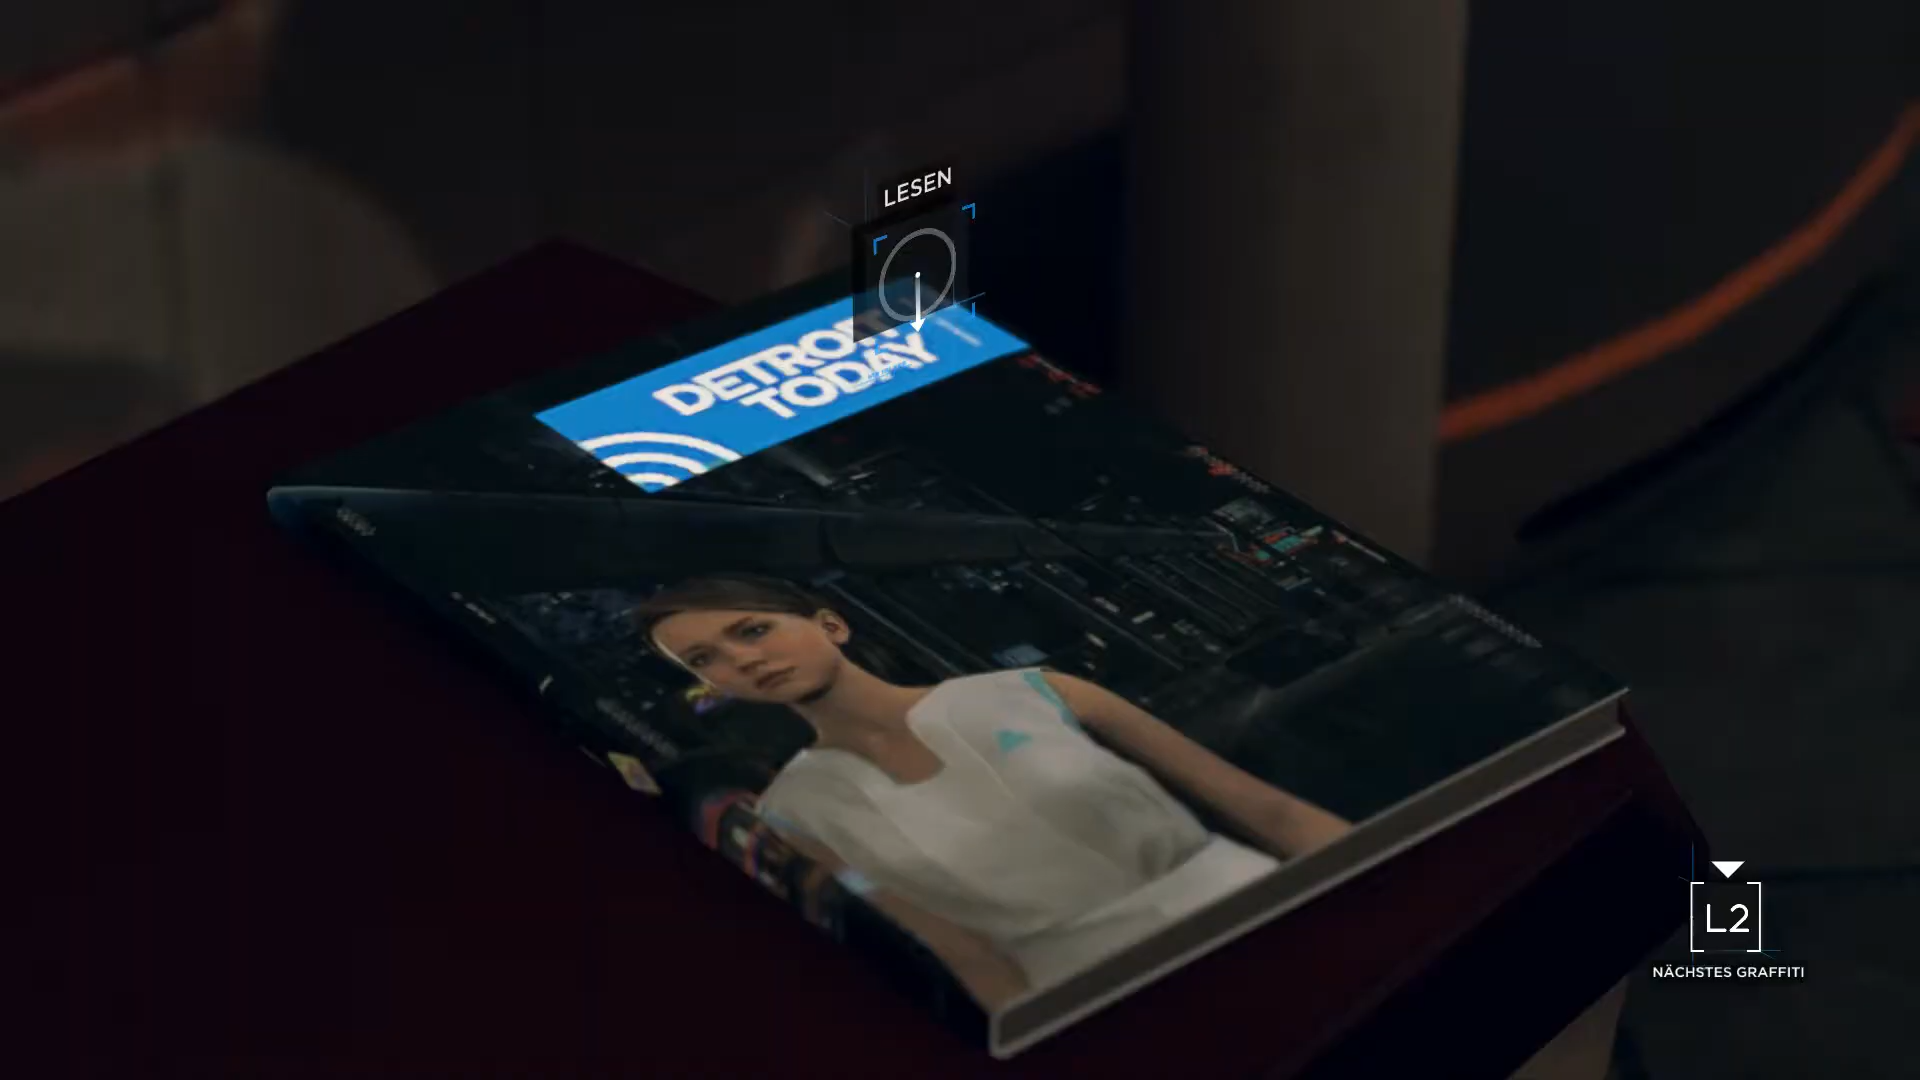 LESEN
DETROIT
TODAY
L2
NÄCHSTES GRAFFITI